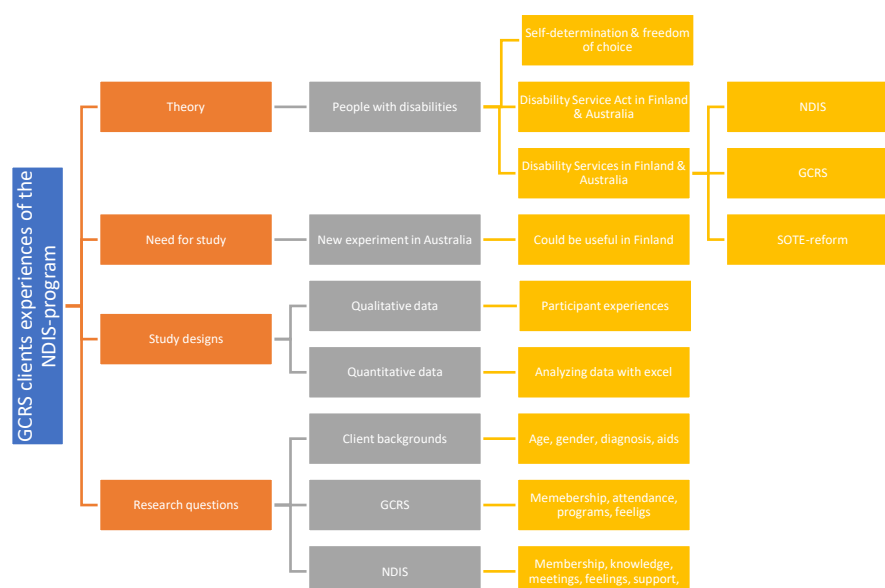 GCRS clients experiences of the
NDIS-program
Theory
People with disabilities
Self-determination & freedom
of choice
Disability Service Act in Finland
& Australia
Disability Services in Finland &
Australia
NDIS
GCRS
SOTE-reform
Need for study
New experiment in Australia
Could be useful in Finland
Study designs
Qualitative data
Participant experiences
Quantitative data
Analyzing data with excel
Research questions
Client backgrounds
Age, gender, diagnosis, aids
GCRS
Memebership, attendance,
programs, feeligs
NDIS
Membership, knowledge,
meetings, feelings, support,